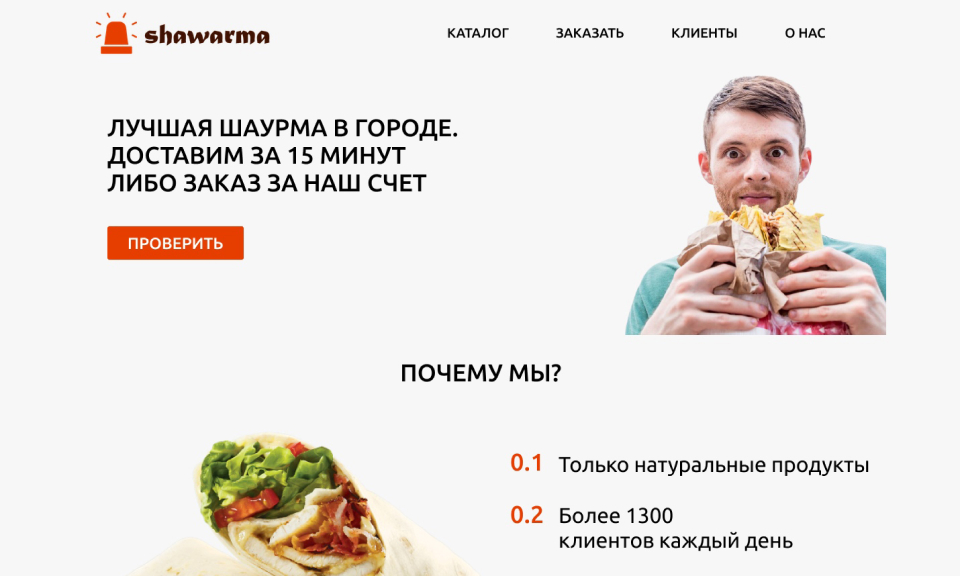 shawarma
КАТАЛОГ ЗАКАЗАТЬ КЛИЕНТЫ О НАС
ЛУЧШАЯ ШАУРМА В ГОРОДЕ.
ДОСТАВИМ ЗА 15 МИНУТ
ЛИБО ЗАКАЗ ЗА НАШ СЧЕТ
ПРОВЕРИТЬ
ПОЧЕМУ МЫ?
0.1 Только натуральные продукты
0.2 Более 1300
клиентов каждый день